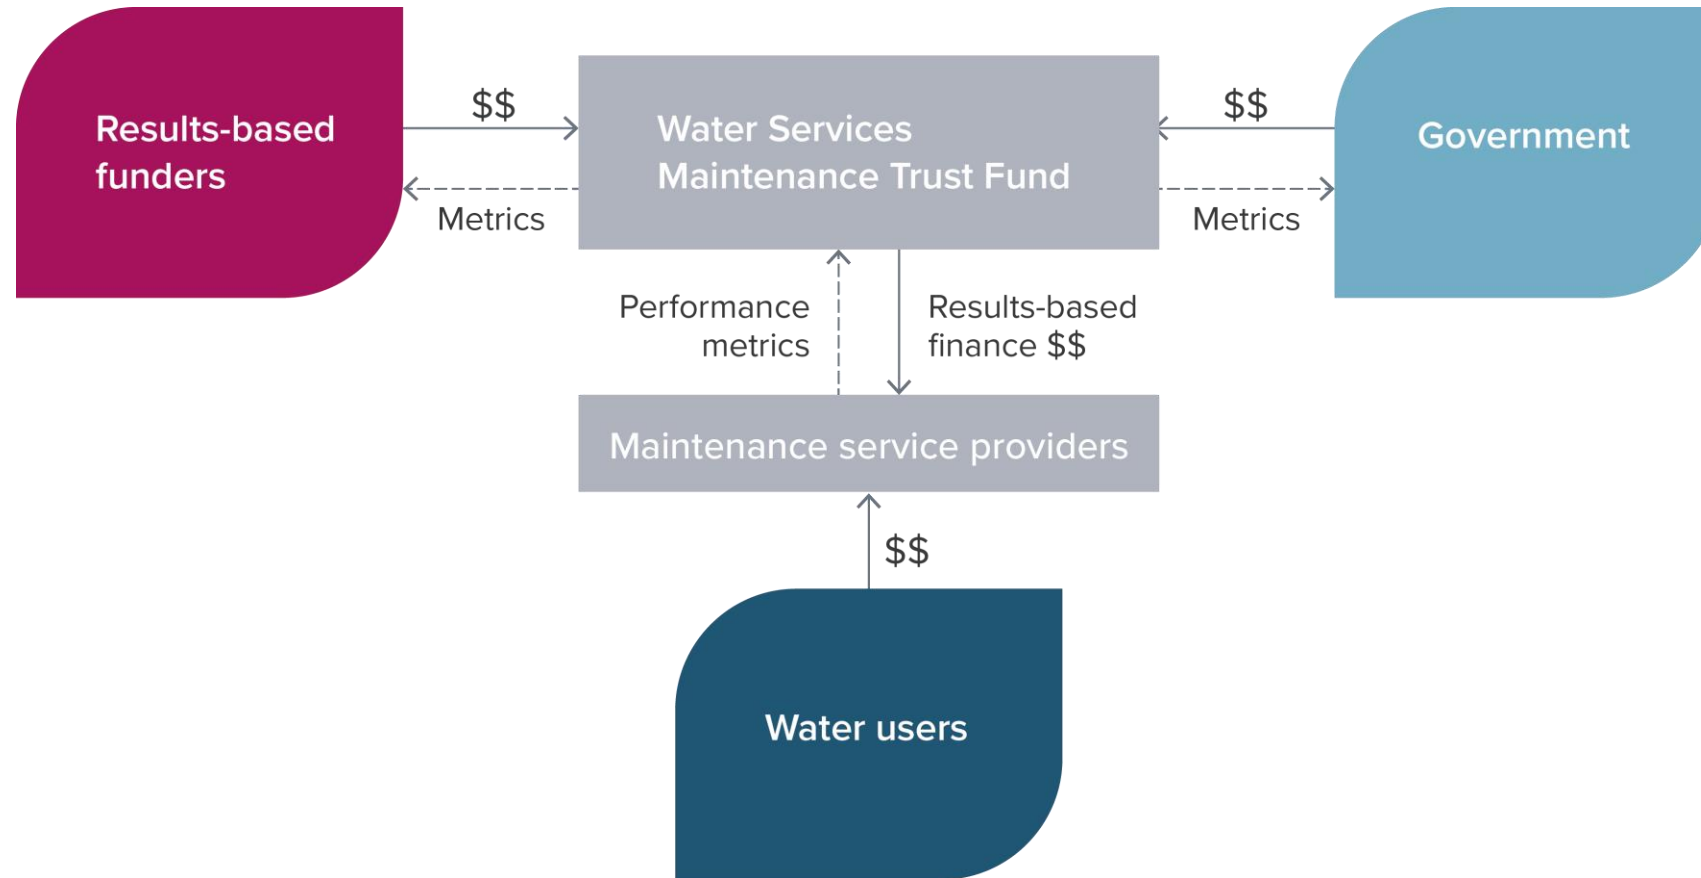 Results-based
funders
$$
Metrics
Water Services
Maintenance Trust Fund
$$
Metrics
Government
Performance
metrics
Results-based
finance $$
Maintenance service providers
$$
Water users